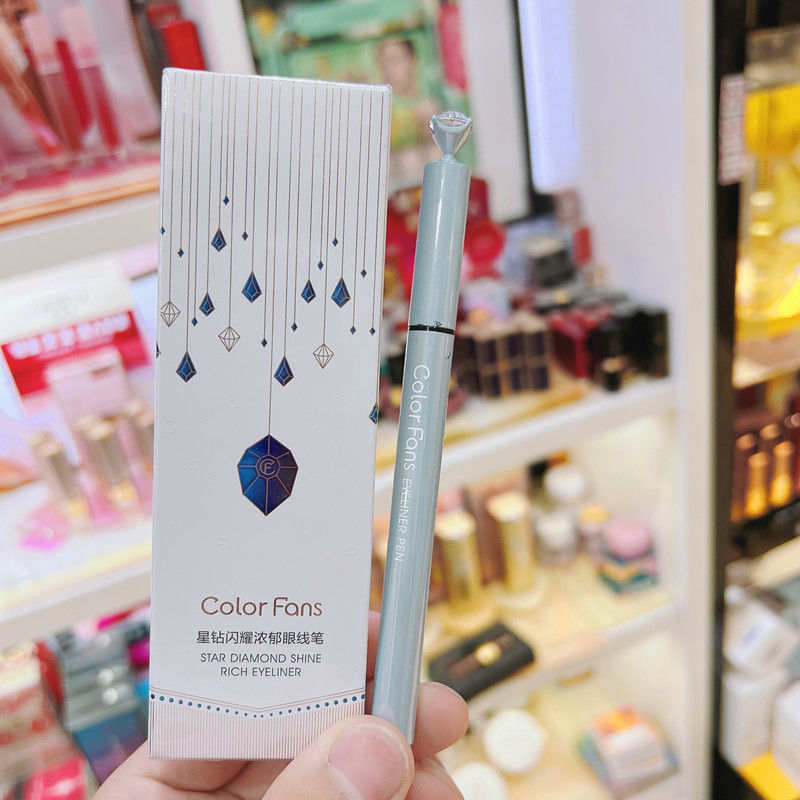 Color Fans
星钻闪耀浓郁眼线笔
STAR DIAMOND SHINE
RICH EYELINER
Color Fans EYELINER PEN